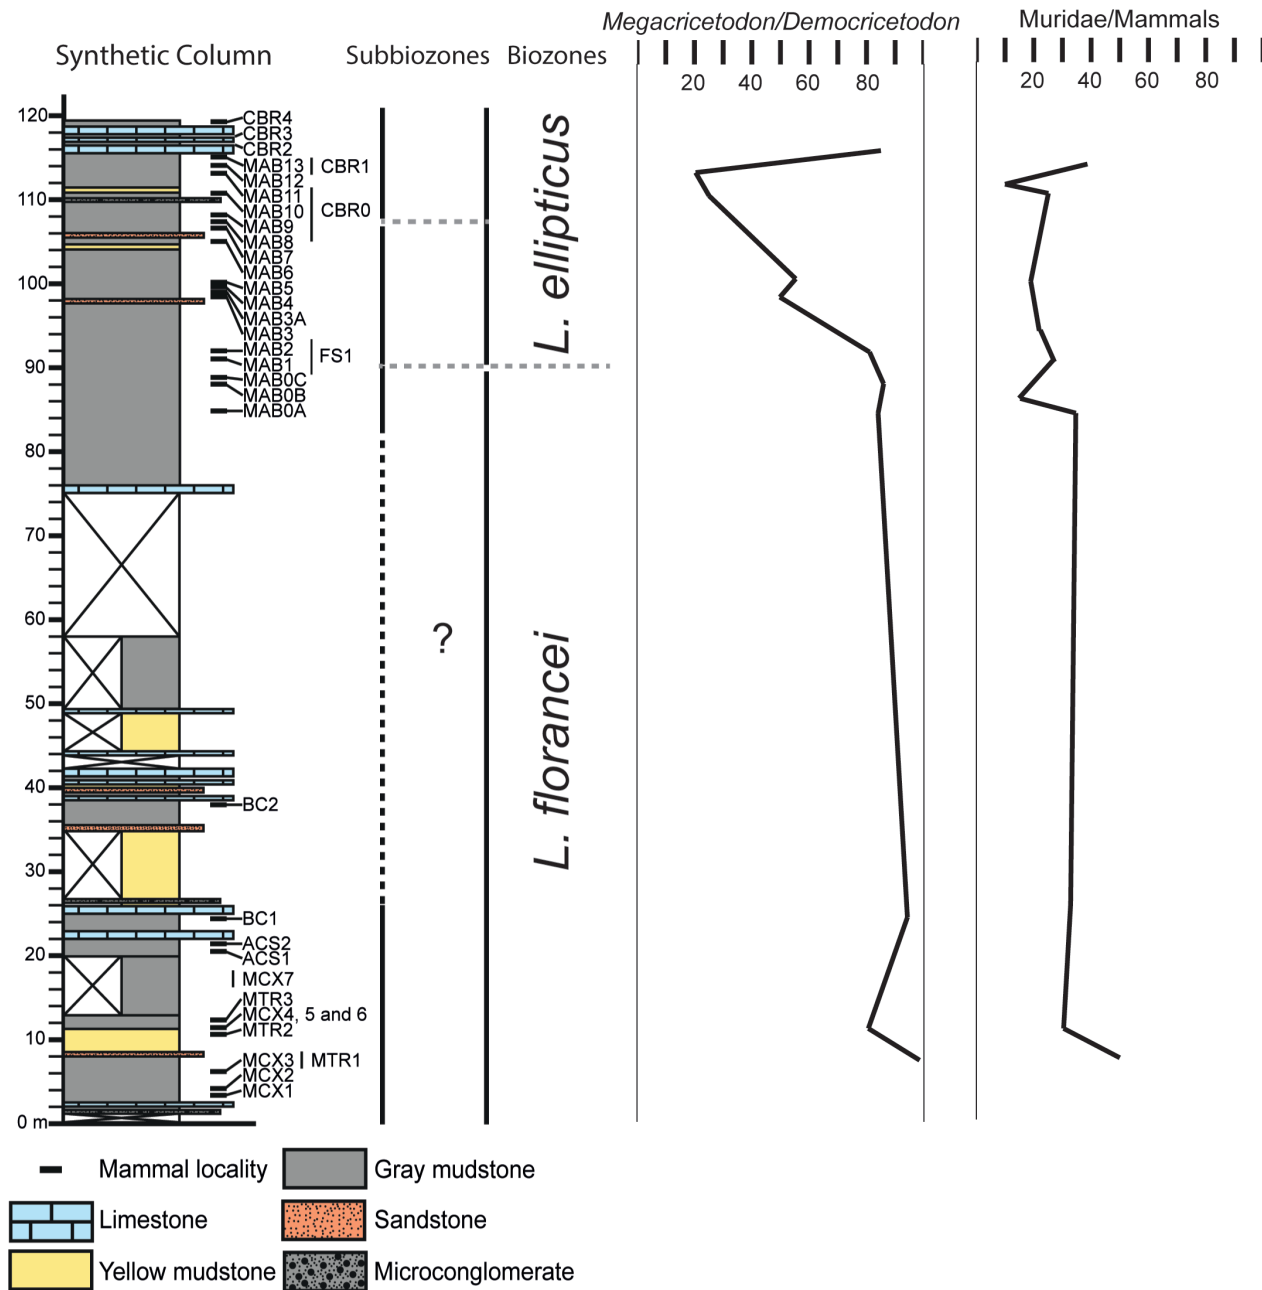 Megacricetodon/Democricetodon
Muridae/Mammals
Synthetic Column
Subbiozones
Biozones
20 40 60 80
20 40 60 80
120
110
100
90
80
70
60
50
40
30
20
10
0 m
CBR4
CBR3
CBR2
MAB13
CBR1
MAB12
MAB11
MAB10
CBR0
MAB9
MAB8
MAB7
MAB6
MAB5
MAB4
MAB3A
MAB3
MAB2
FS1
MAB1
MAB0C
MAB0B
MAB0A
BC2
BC1
ACS2
ACS1
MCX7
MTR3
MCX4, 5 and 6
MTR2
MCX3
MTR1
MCX2
MCX1
?
L. ellipticus
L. florancei
Mammal locality
Gray mudstone
Limestone
Sandstone
Yellow mudstone
Microconglomerate